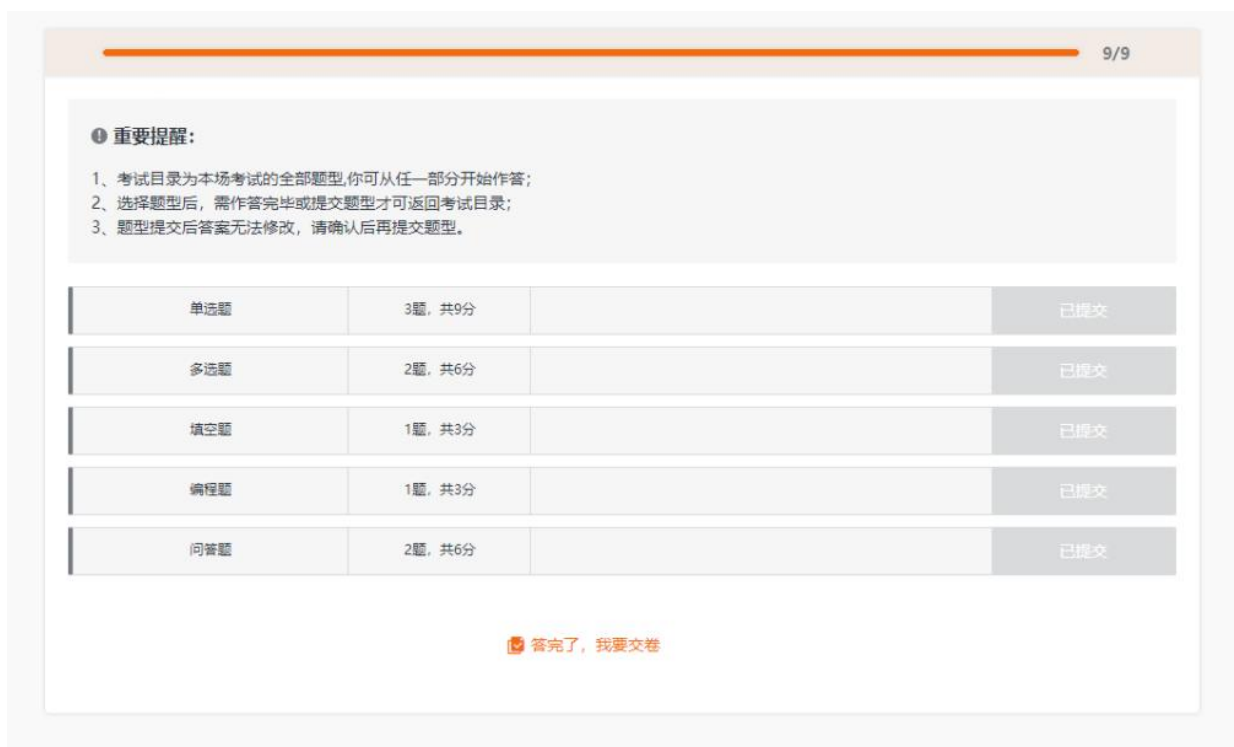 9/9
重要提醒：
1、考试目录为本场考试的全部题型,你可从任一部分开始作答；
2、选择题型后，需作答完毕或提交题型才可返回考试目录；
3、题型提交后答案无法修改，请确认后再提交题型。
单选题 3题，共9分 已提交
多选题 2题，共6分 已提交
填空题 1题，共3分 已提交
编程题 1题，共3分 已提交
问答题 2题，共6分 已提交
答完了，我要交卷